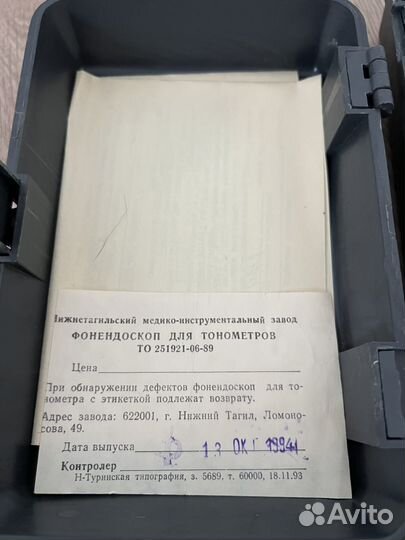 Нижнетагильский медико-инструментальный завод
ФОНЕНДОСКОП ДЛЯ ТОНОМЕТРОВ
ТО 251921-06-89
Цена
При обнаружении дефектов фонендоскоп для то-
нометра с этикеткой подлежат возврату.
Адрес завода: 622001, г. Нижний Тагил, Ломоно-
сова, 49.
Дата выпуска 13 ОКТ 1994
Контролер
Н-Туринская типография, з. 5689, т. 60000, 18.11.93
Avito